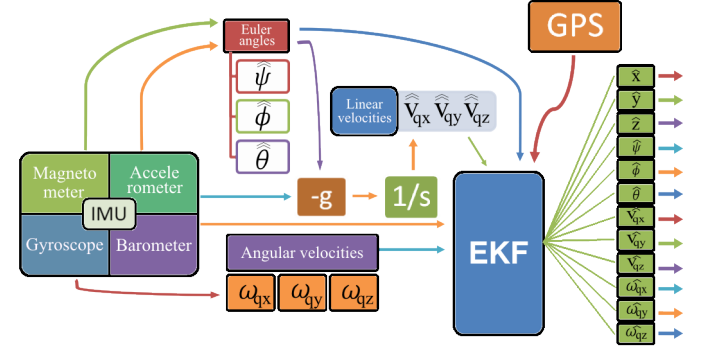 Euler
angles
GPS
ψ̂
ϕ̂
θ̂
Linear
velocities
v̂qx v̂qy v̂qz
Magneto
meter
Accele
rometer
IMU
Gyroscope
Barometer
-g
1/s
Angular velocities
ωqx
ωqy
ωqz
EKF
x̂
ŷ
ẑ
ψ̂
ϕ̂
θ̂
v̂qx
v̂qy
v̂qz
ω̂qx
ω̂qy
ω̂qz